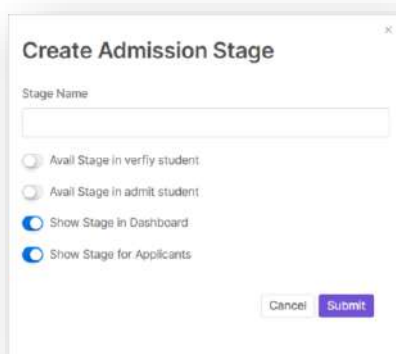 Create Admission Stage
Stage Name
Avail Stage in verfiy student
Avail Stage in admit student
Show Stage in Dashboard
Show Stage for Applicants
Cancel Submit